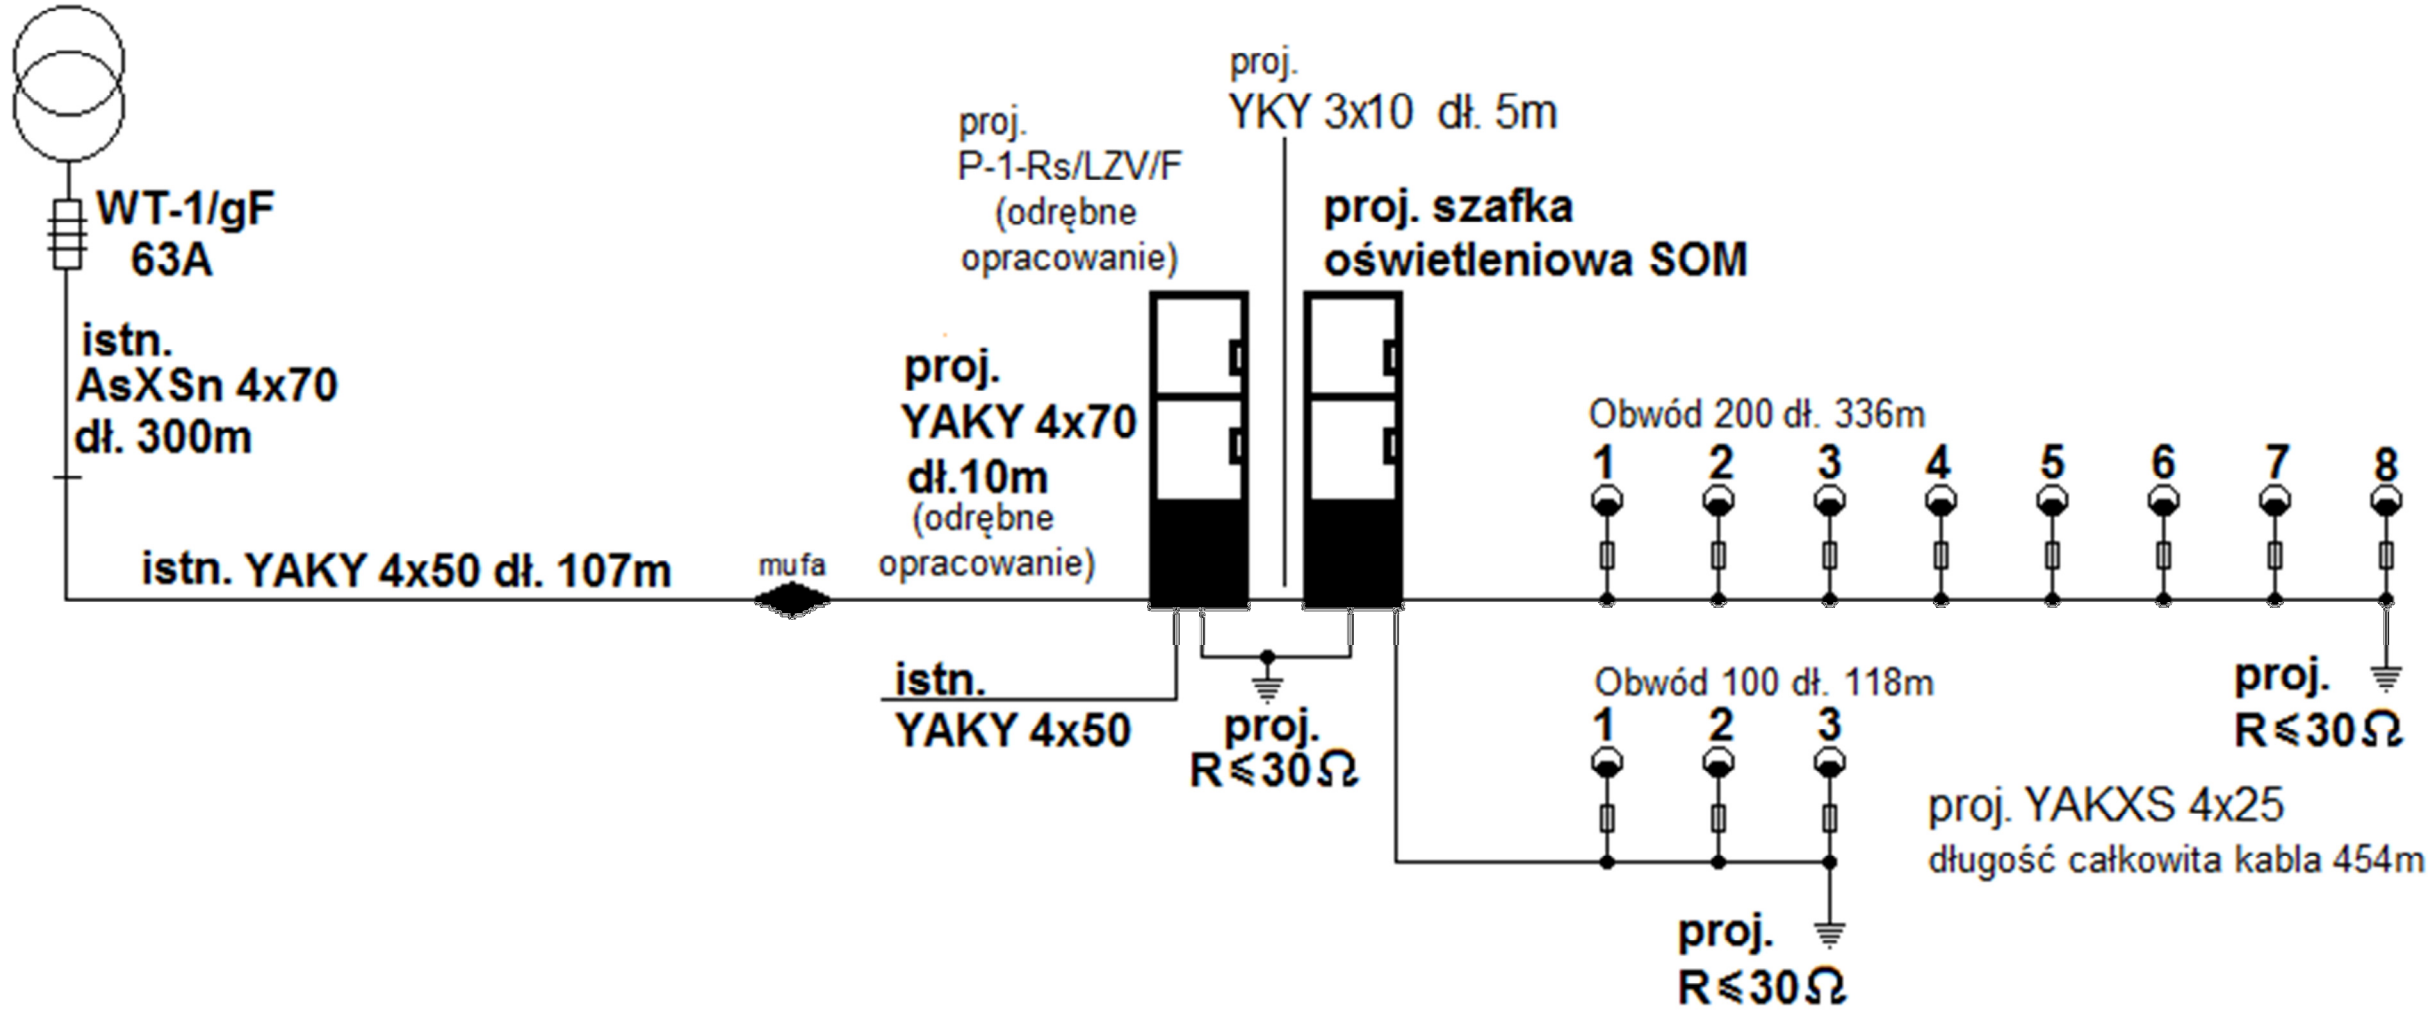 WT-1/gF
63A
istn.
AsXSn 4x70
dł. 300m
istn. YAKY 4x50 dł. 107m
mufa
proj.
P-1-Rs/LZV/F
(odrębne
opracowanie)
proj.
YAKY 4x70
dł.10m
(odrębne
opracowanie)
istn.
YAKY 4x50
proj.
YKY 3x10 dł. 5m
proj. szafka
oświetleniowa SOM
proj.
R⩽30Ω
Obwód 200 dł. 336m
1 2 3 4 5 6 7 8
proj.
R⩽30Ω
Obwód 100 dł. 118m
1 2 3
proj.
R⩽30Ω
proj. YAKXS 4x25
długość całkowita kabla 454m